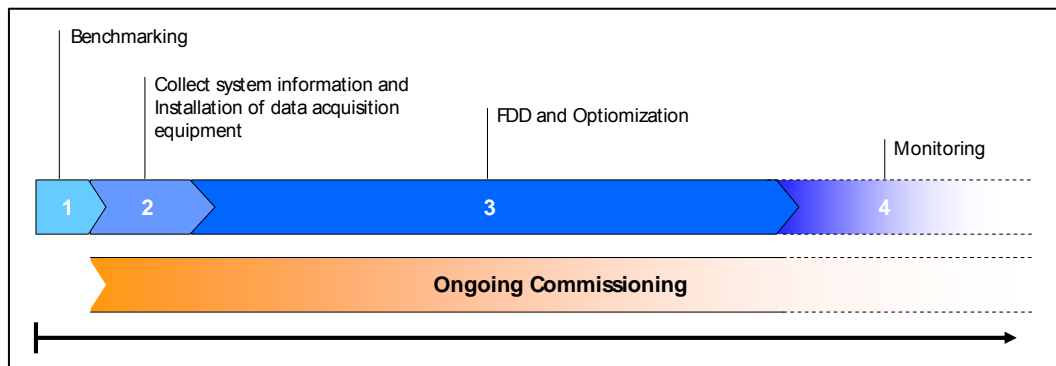 Benchmarking
Collect system information and
Installation of data acquisition
equipment
FDD and Optiomization
Monitoring
1
2
3
4
Ongoing Commissioning